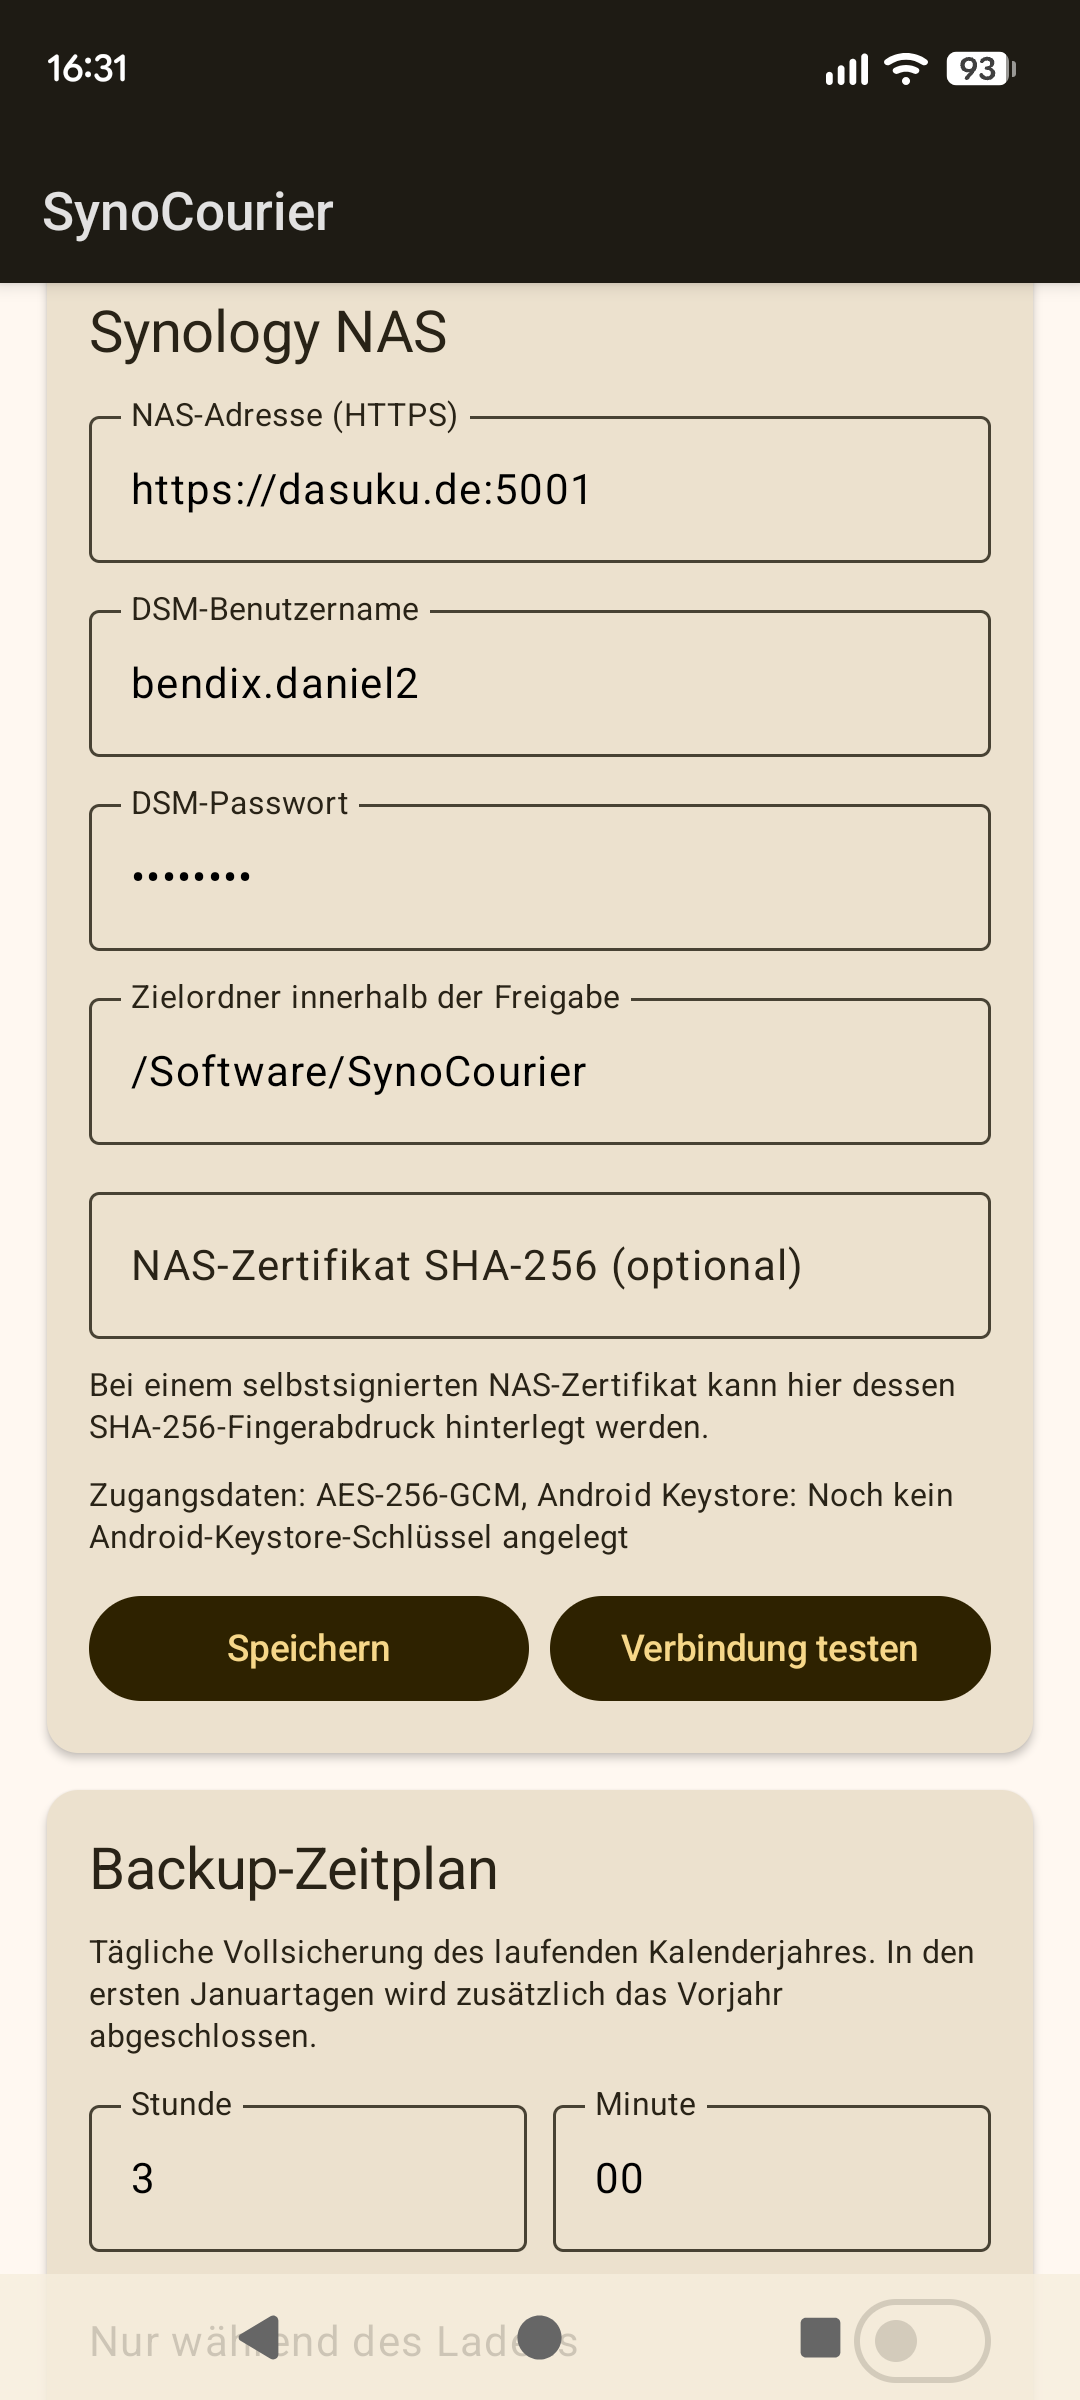 16:31
93
SynoCourier
Synology NAS
NAS-Adresse (HTTPS)
https://dasuku.de:5001
DSM-Benutzername
bendix.daniel2
DSM-Passwort
••••••••
Zielordner innerhalb der Freigabe
/Software/SynoCourier
NAS-Zertifikat SHA-256 (optional)
Bei einem selbstsignierten NAS-Zertifikat kann hier dessen
SHA-256-Fingerabdruck hinterlegt werden.
Zugangsdaten: AES-256-GCM, Android Keystore: Noch kein
Android-Keystore-Schlüssel angelegt
Speichern
Verbindung testen
Backup-Zeitplan
Tägliche Vollsicherung des laufenden Kalenderjahres. In den
ersten Januartagen wird zusätzlich das Vorjahr
abgeschlossen.
Stunde
Minute
3
00
Nur während des Ladens